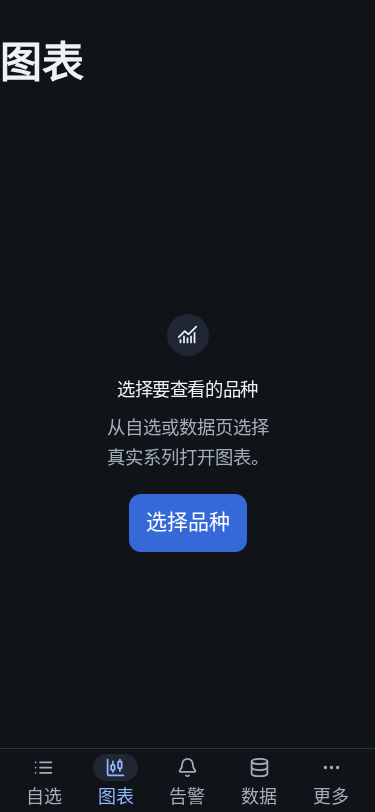 图表
选择要查看的品种
从自选或数据页选择
真实系列打开图表。
选择品种
自选
图表
告警
数据
更多